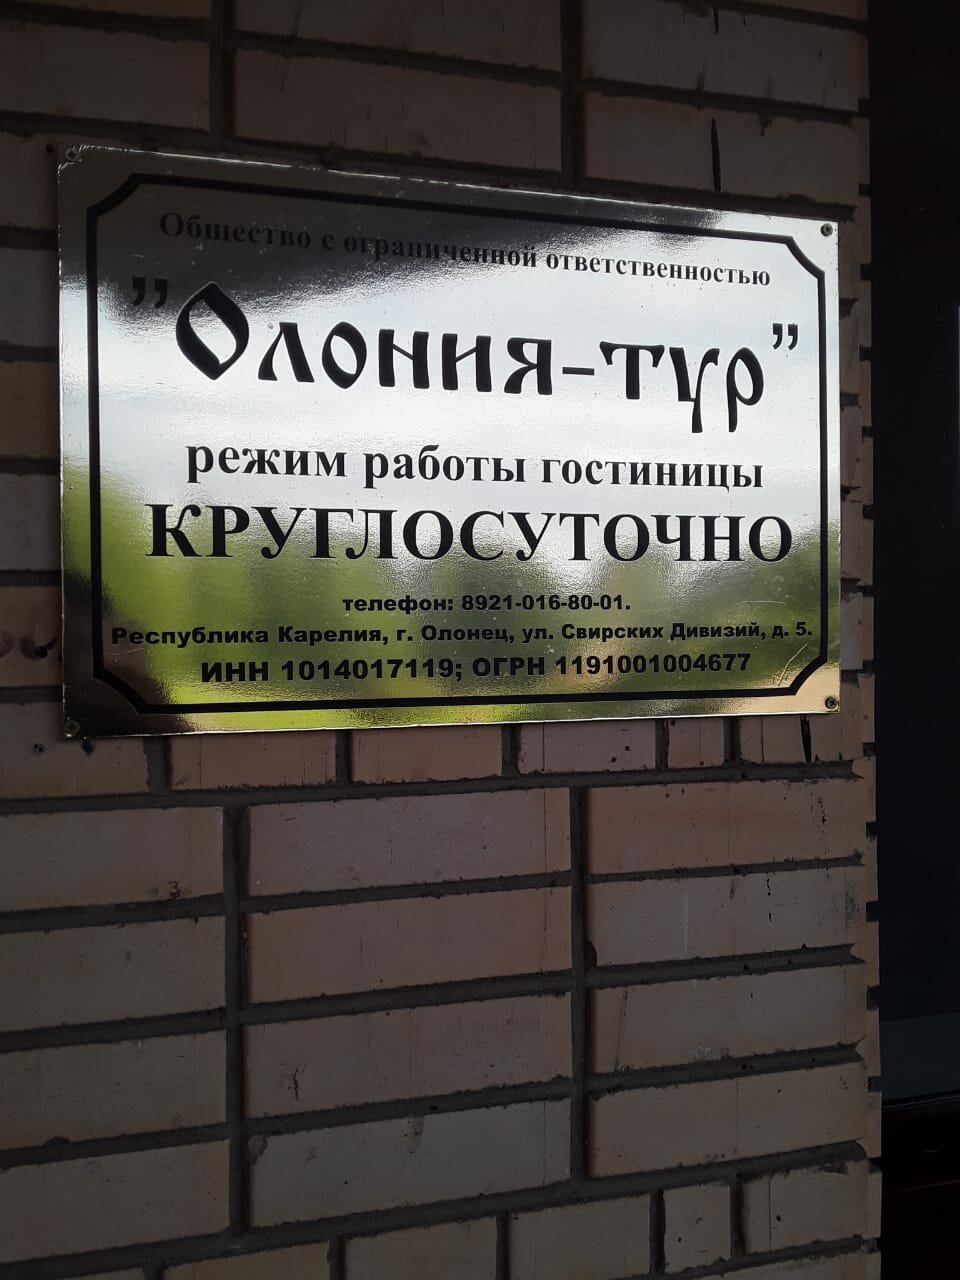 Общество с ограниченной ответственностью
"Олония-тур"
режим работы гостиницы
КРУГЛОСУТОЧНО
телефон: 8921-016-80-01.
Республика Карелия, г. Олонец, ул. Свирских Дивизий, д. 5.
ИНН 1014017119; ОГРН 1191001004677